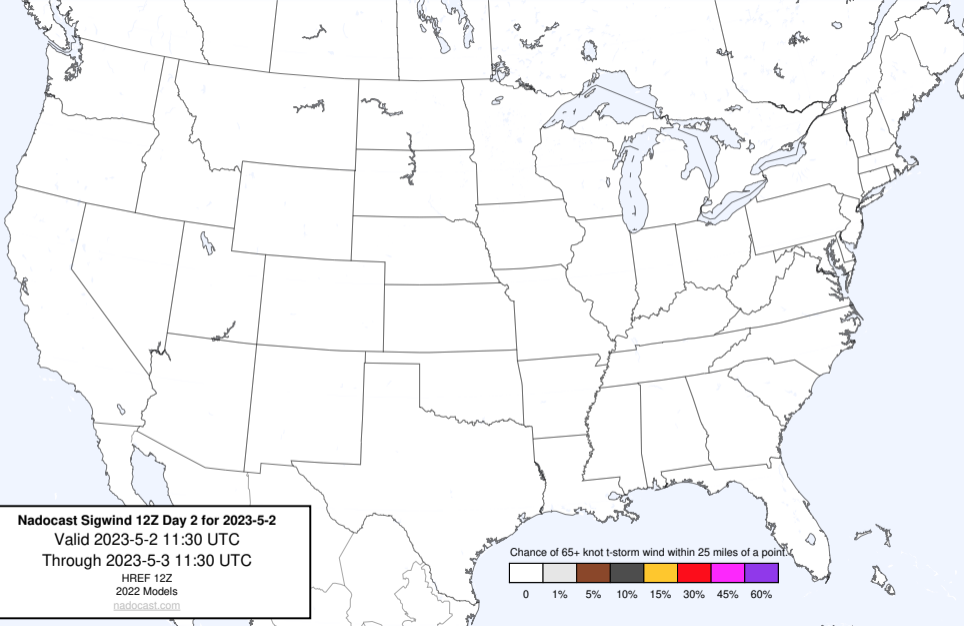 Nadocast Sigwind 12Z Day 2 for 2023-5-2
Valid 2023-5-2 11:30 UTC
Through 2023-5-3 11:30 UTC
HREF 12Z
2022 Models
nadocast.com
Chance of 65+ knot t-storm wind within 25 miles of a point.
0 1% 5% 10% 15% 30% 45% 60%